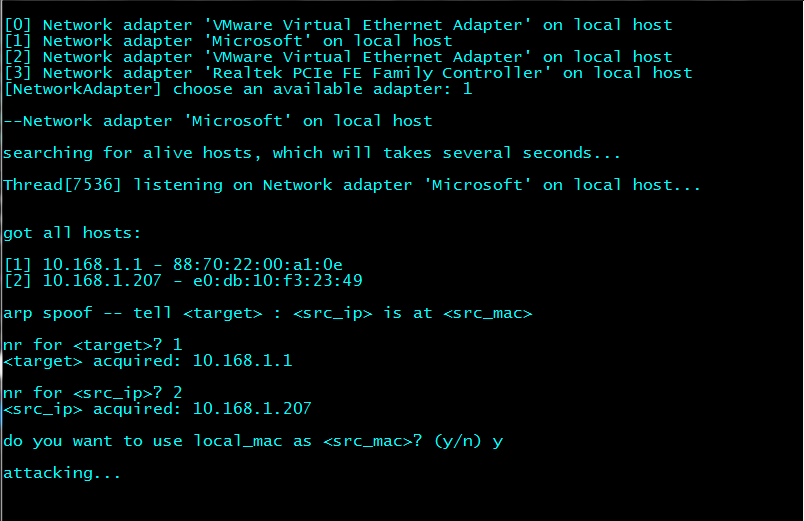 [0] Network adapter 'VMware Virtual Ethernet Adapter' on local host
[1] Network adapter 'Microsoft' on local host
[2] Network adapter 'VMware Virtual Ethernet Adapter' on local host
[3] Network adapter 'Realtek PCIe FE Family Controller' on local host
[NetworkAdapter] choose an available adapter: 1
--Network adapter 'Microsoft' on local host
searching for alive hosts, which will takes several seconds...
Thread[7536] listening on Network adapter 'Microsoft' on local host...
got all hosts:
[1] 10.168.1.1 - 88:70:22:00:a1:0e
[2] 10.168.1.207 - e0:db:10:f3:23:49
arp spoof -- tell <target> : <src_ip> is at <src_mac>
nr for <target>? 1
<target> acquired: 10.168.1.1
nr for <src_ip>? 2
<src_ip> acquired: 10.168.1.207
do you want to use local_mac as <src_mac>? (y/n) y
attacking...